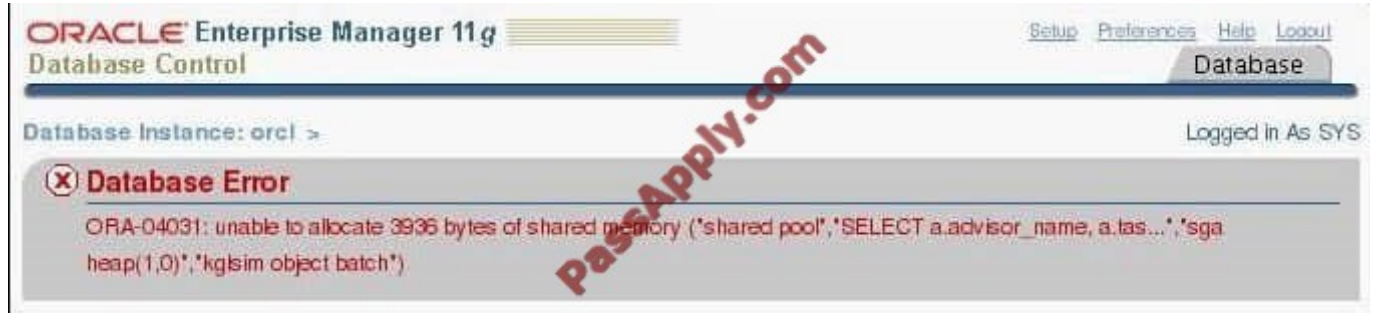 ORACLE Enterprise Manager 11g
Database Control
Setup Preferences Help Logout
Database
Database Instance: orcl >
Logged in As SYS
Database Error
ORA-04031: unable to allocate 3936 bytes of shared memory ("shared pool","SELECT a.advisor_name, a.tas...","sga
heap(1,0)","kglsim object batch")
PassApply.com